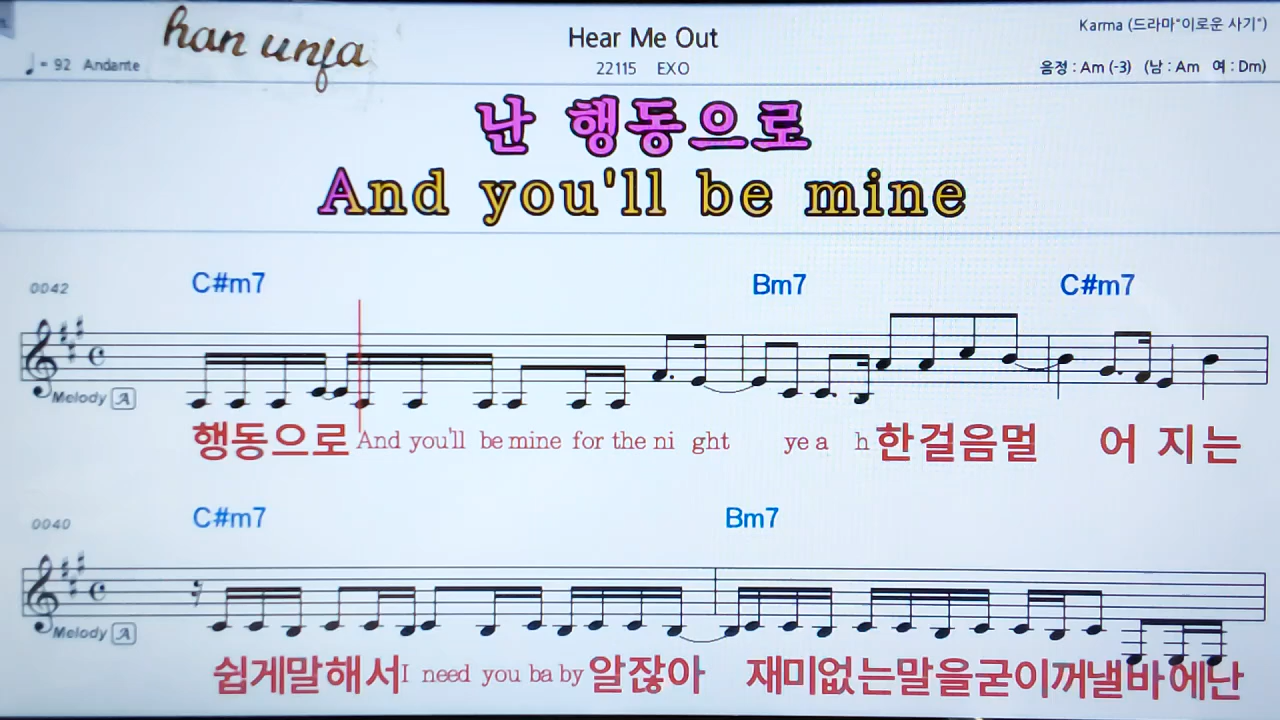 Hear Me Out
Karma (드라마"이로운 사기")
han unfa
♩= 92 Andante
22115 EXO
음정 : Am (-3) (남 : Am 여 : Dm)
난 행동으로
And you'll be mine
0042 C#m7 Bm7 C#m7
Melody A
행동으로 And you'll be mine for the ni ght ye a h 한걸음멀 어 지는
0040 C#m7 Bm7
Melody A
쉽게말해서 I need you ba by 알잖아 재미없는말을굳이꺼낼바에난